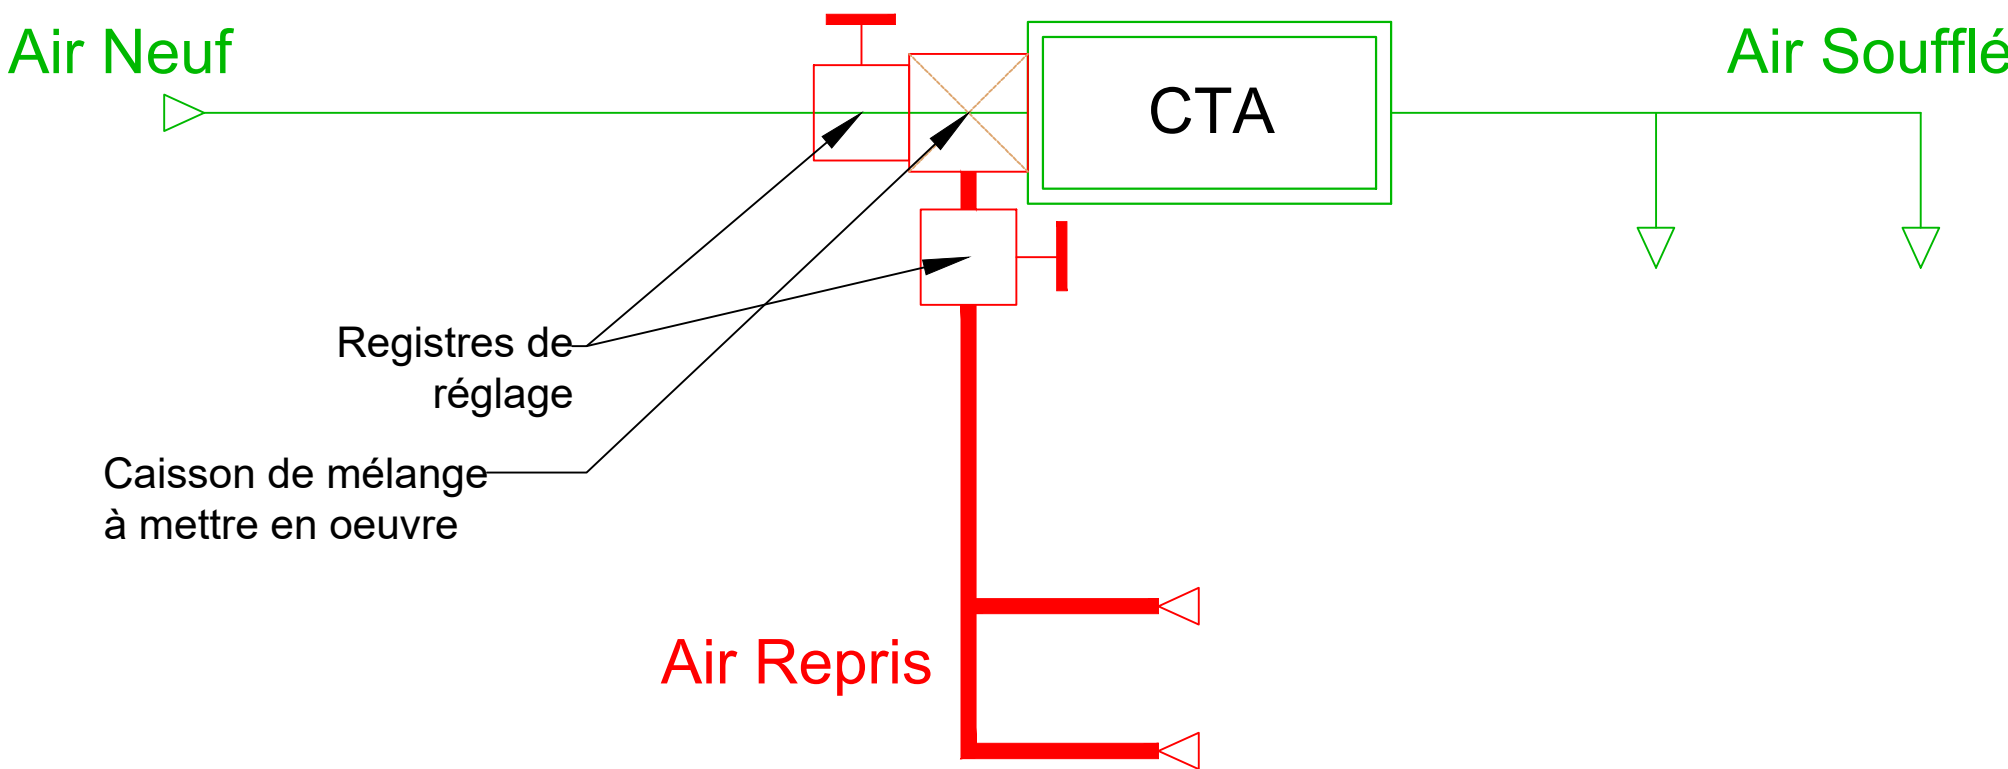 Air Neuf
CTA
Air Soufflé
Registres de
réglage
Caisson de mélange
à mettre en oeuvre
Air Repris